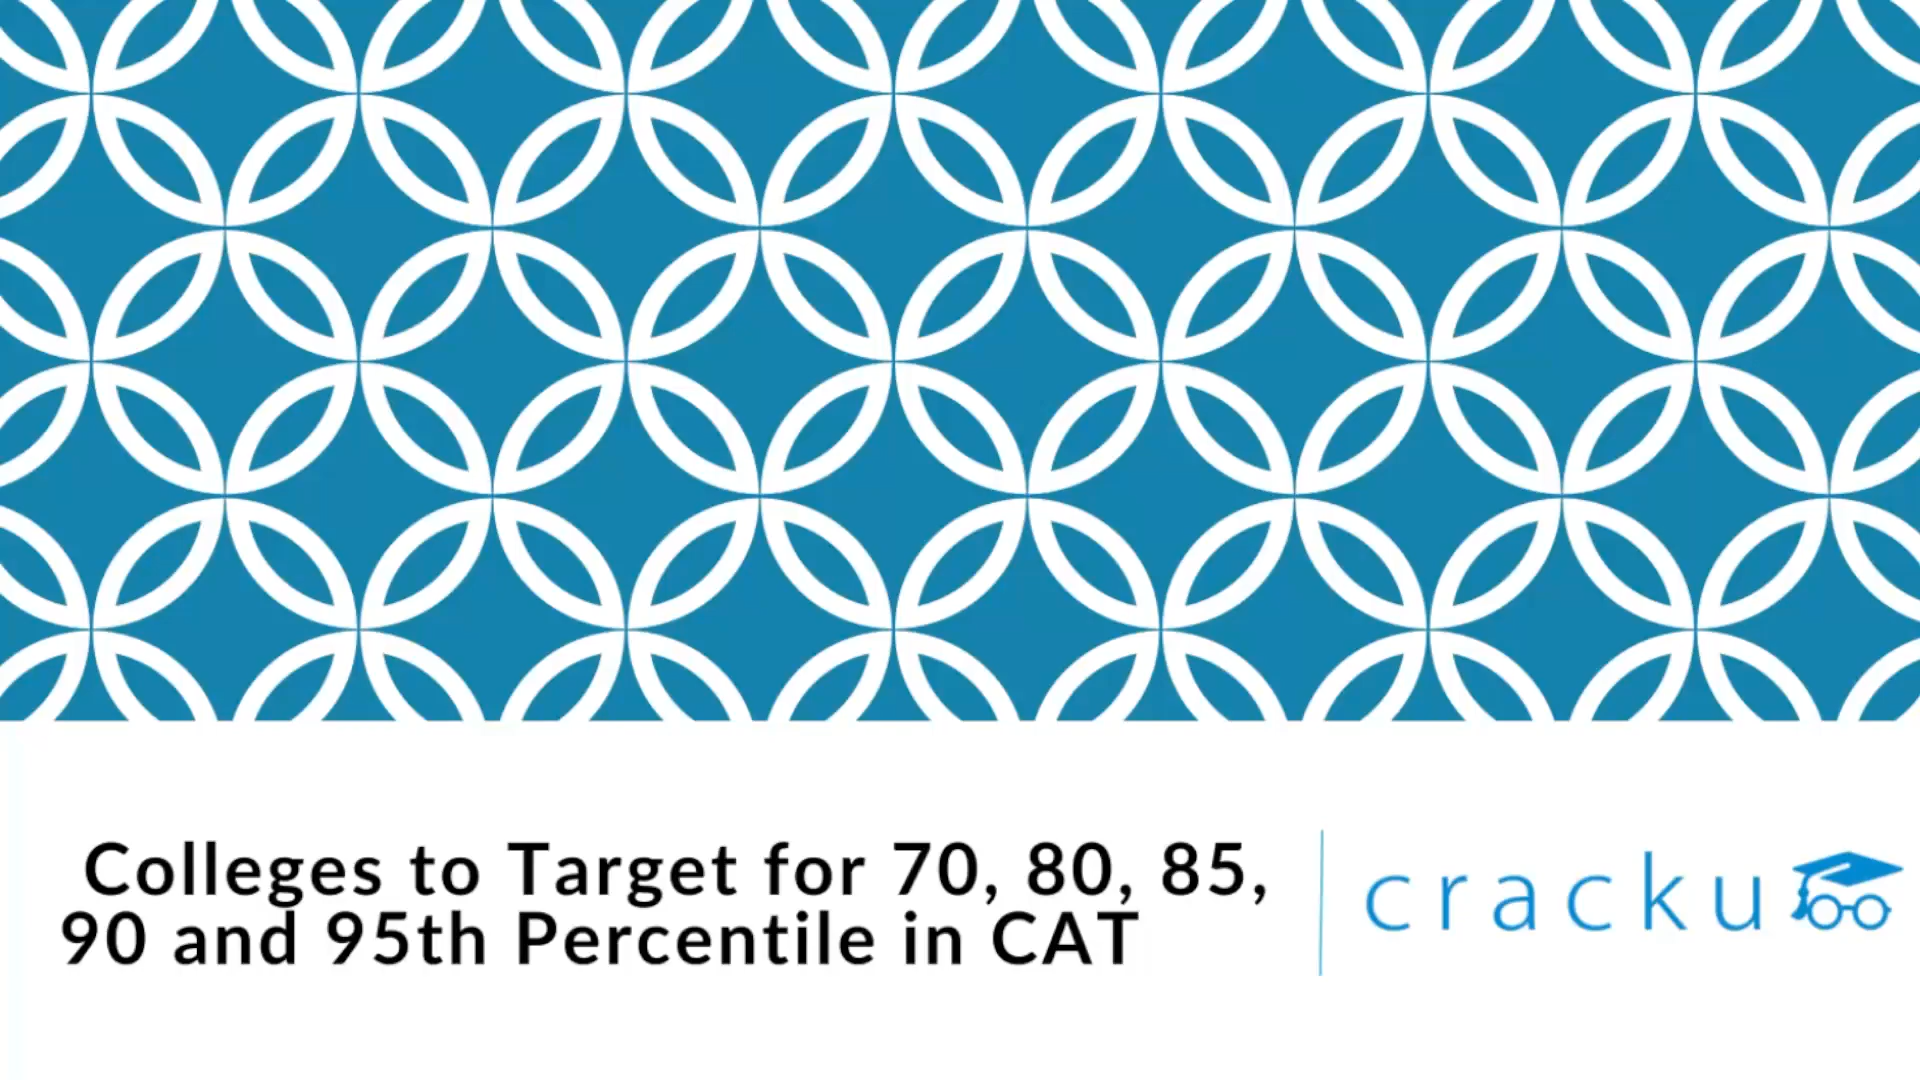 Colleges to Target for 70, 80, 85,
90 and 95th Percentile in CAT
cracku